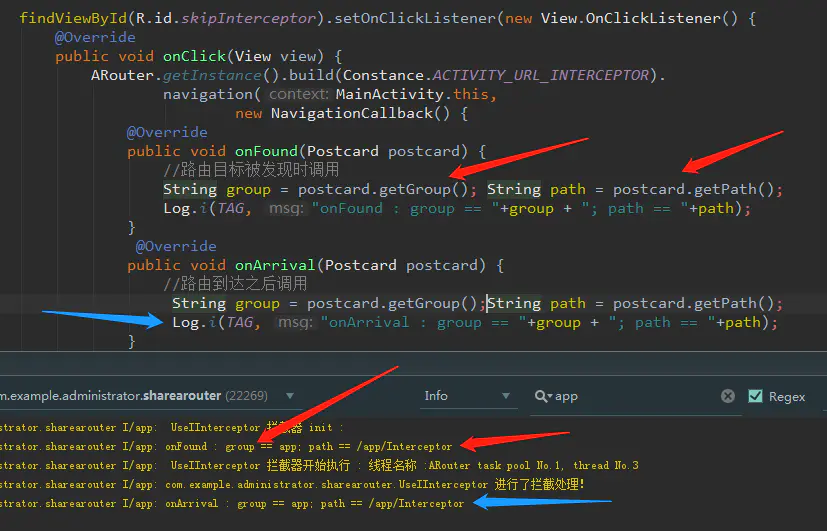 findViewById(R.id.skipInterceptor).setOnClickListener(new View.OnClickListener() {
@Override
public void onClick(View view) {
ARouter.getInstance().build(Constance.ACTIVITY_URL_INTERCEPTOR).
navigation( context: MainActivity.this,
new NavigationCallback() {
@Override
public void onFound(Postcard postcard) {
//路由目标被发现时调用
String group = postcard.getGroup(); String path = postcard.getPath();
Log.i(TAG, msg: "onFound : group == "+group + "; path == "+path);
}
@Override
public void onArrival(Postcard postcard) {
//路由到达之后调用
String group = postcard.getGroup();String path = postcard.getPath();
Log.i(TAG, msg: "onArrival : group == "+group + "; path == "+path);
}
m.example.administrator.sharearouter (22269) Info app Regex
strator.sharearouter I/app: UseIInterceptor 拦截器 init :
strator.sharearouter I/app: onFound : group == app; path == /app/Interceptor
strator.sharearouter I/app: UseIInterceptor 拦截器开始执行 : 线程名称 :ARouter task pool No.1, thread No.3
strator.sharearouter I/app: com.example.administrator.sharearouter.UseIInterceptor 进行了拦截处理!
strator.sharearouter I/app: onArrival : group == app; path == /app/Interceptor